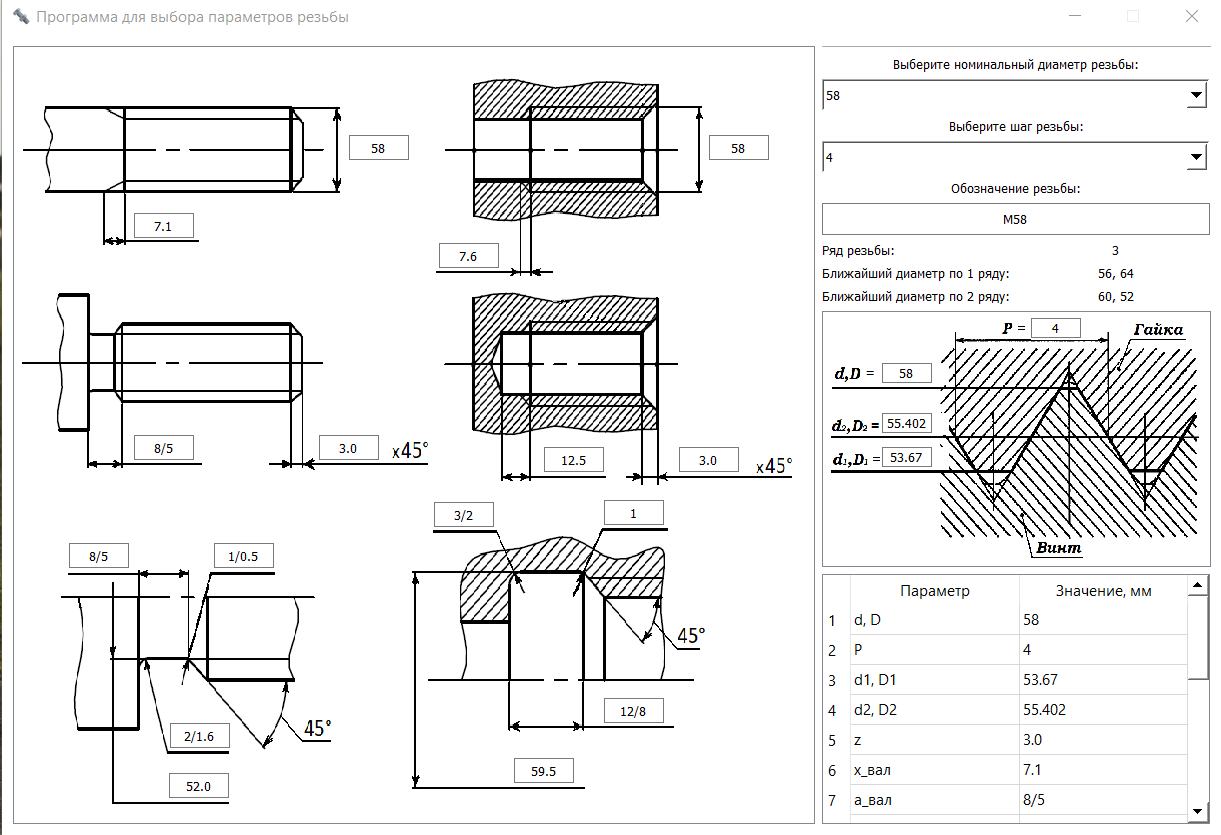 Программа для выбора параметров резьбы
58
7.1
58
7.6
8/5
3.0
x45°
12.5
3.0
x45°
8/5
1/0.5
2/1.6
52.0
45°
3/2
1
45°
12/8
59.5
Выберите номинальный диаметр резьбы:
58
Выберите шаг резьбы:
4
Обозначение резьбы:
M58
Ряд резьбы: 3
Ближайший диаметр по 1 ряду: 56, 64
Ближайший диаметр по 2 ряду: 60, 52
P = 4
Гайка
d,D = 58
d₂,D₂ = 55.402
d₁,D₁ = 53.67
Винт
Параметр Значение, мм
1 d, D 58
2 P 4
3 d1, D1 53.67
4 d2, D2 55.402
5 z 3.0
6 x_вал 7.1
7 a_вал 8/5